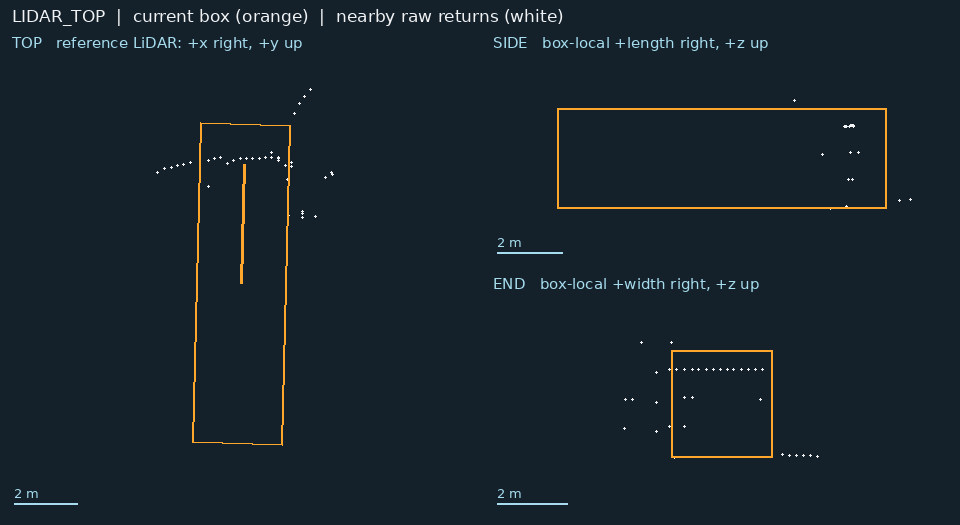 LIDAR_TOP | current box (orange) | nearby raw returns (white)
TOP reference LiDAR: +x right, +y up
SIDE box-local +length right, +z up
2 m
END box-local +width right, +z up
2 m
2 m